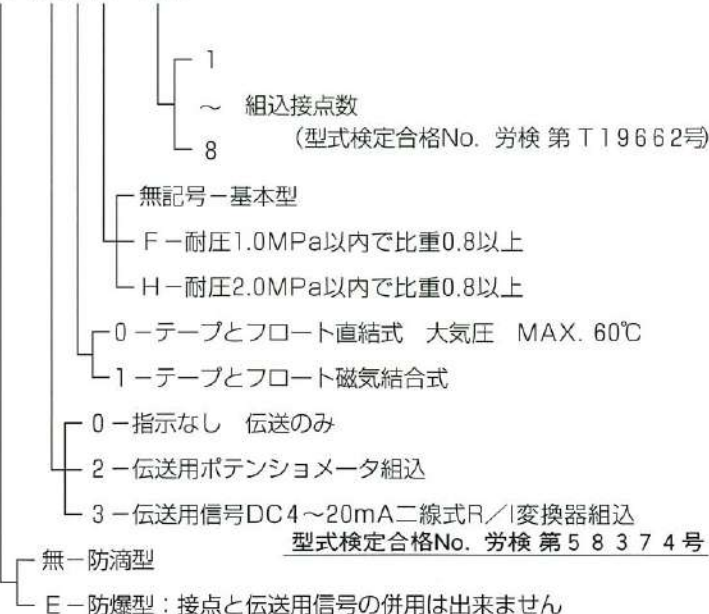 1
～ 組込接点数
（型式検定合格No. 労検 第T19662号）
8
無記号－基本型
F－耐圧1.0MPa以内で比重0.8以上
H－耐圧2.0MPa以内で比重0.8以上
0－テープとフロート直結式 大気圧 MAX. 60℃
1－テープとフロート磁気結合式
0－指示なし 伝送のみ
2－伝送用ポテンショメータ組込
3－伝送用信号DC4～20mA二線式R／I変換器組込
型式検定合格No. 労検 第58374号
無－防滴型
E－防爆型：接点と伝送用信号の併用は出来ません